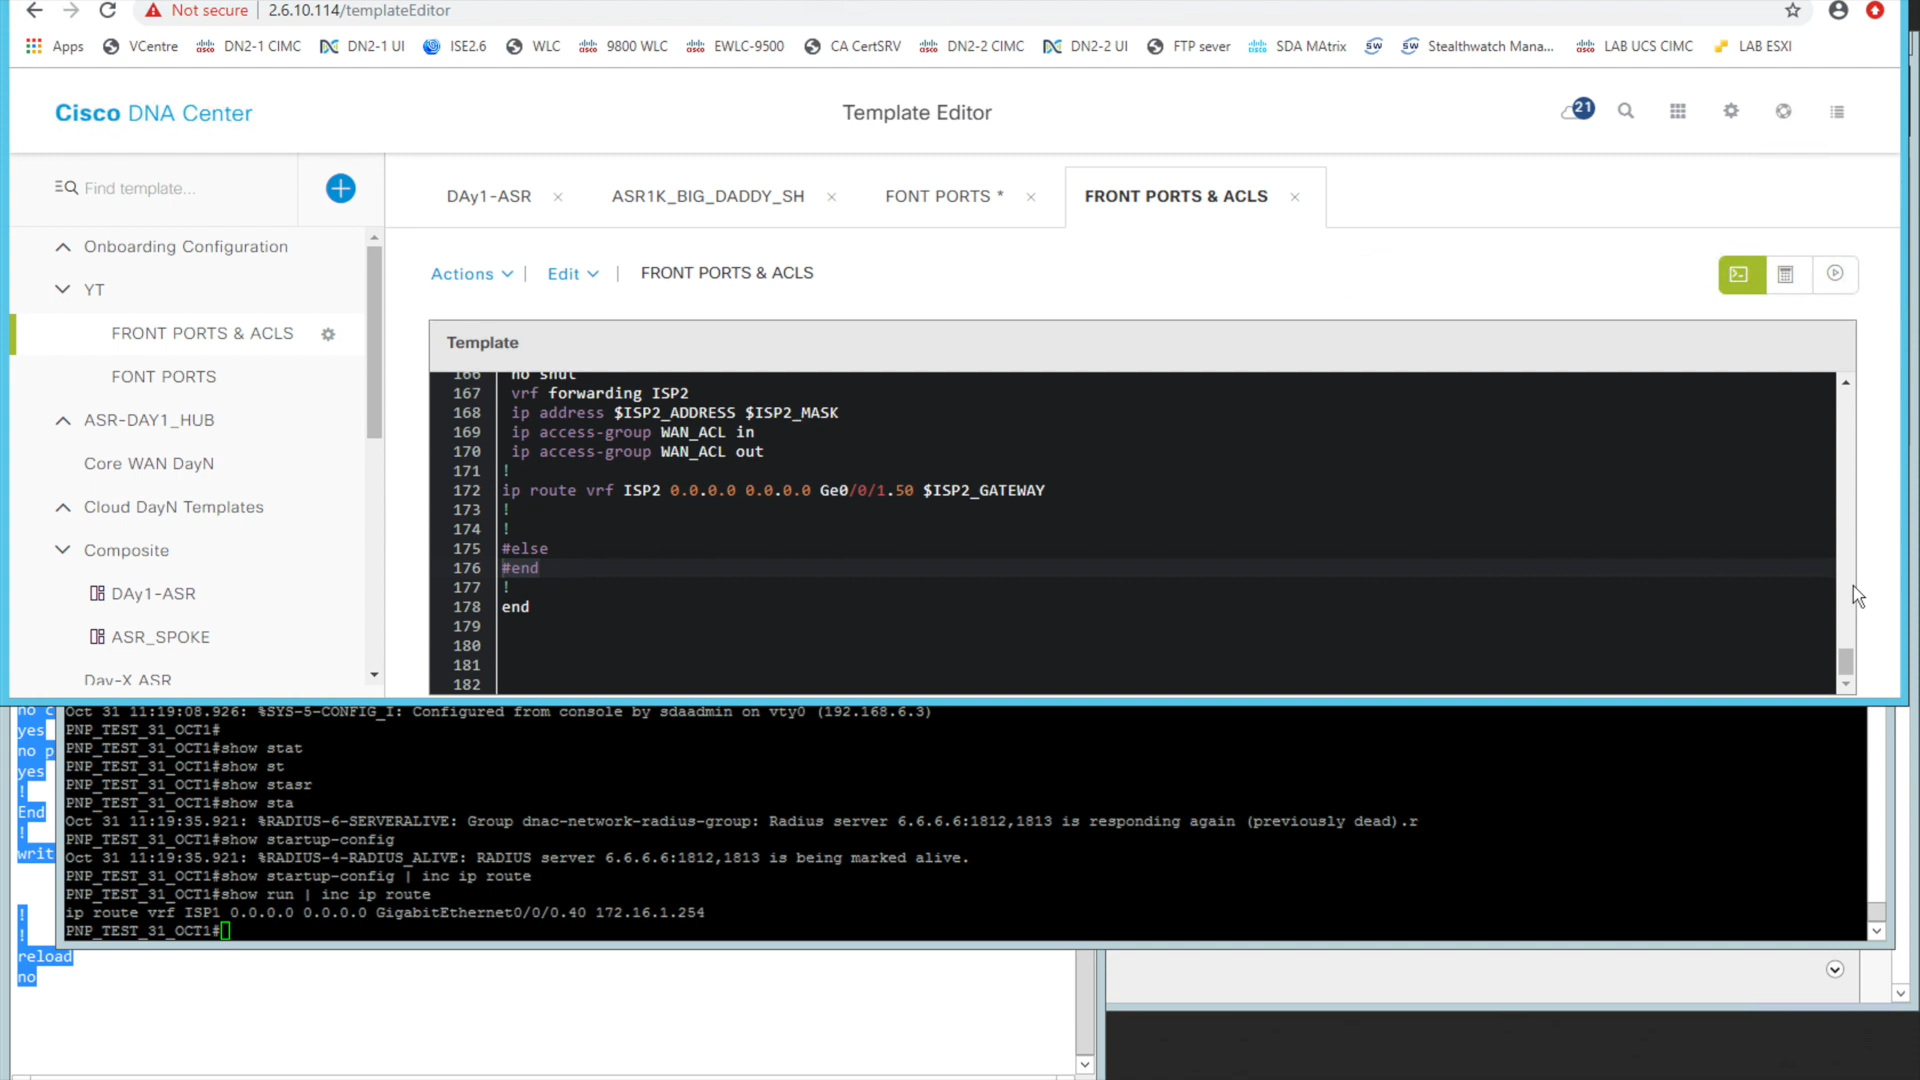 Not secure
2.6.10.114/templateEditor
Apps
VCentre
DN2-1 CIMC
DN2-1 UI
ISE2.6
WLC
9800 WLC
EWLC-9500
CA CertSRV
DN2-2 CIMC
DN2-2 UI
FTP sever
SDA MAtrix
Stealthwatch Mana...
LAB UCS CIMC
LAB ESXI
Cisco DNA Center
Template Editor
21
Find template...
DAy1-ASR
ASR1K_BIG_DADDY_SH
FONT PORTS *
FRONT PORTS & ACLS
Onboarding Configuration
YT
FRONT PORTS & ACLS
FONT PORTS
ASR-DAY1_HUB
Core WAN DayN
Cloud DayN Templates
Composite
DAy1-ASR
ASR_SPOKE
Day-X ASR
Actions
Edit
FRONT PORTS & ACLS
Template
166 no shut
167 vrf forwarding ISP2
168 ip address $ISP2_ADDRESS $ISP2_MASK
169 ip access-group WAN_ACL in
170 ip access-group WAN_ACL out
171 !
172 ip route vrf ISP2 0.0.0.0 0.0.0.0 Ge0/0/1.50 $ISP2_GATEWAY
173 !
174 !
175 #else
176 #end
177 !
178 end
179
180
181
182
no c
yes
no p
yes
!
End
!
writ
!
!
reload
no
Oct 31 11:19:08.926: %SYS-5-CONFIG_I: Configured from console by sdaadmin on vty0 (192.168.6.3)
PNP_TEST_31_OCT1#
PNP_TEST_31_OCT1#show stat
PNP_TEST_31_OCT1#show st
PNP_TEST_31_OCT1#show stasr
PNP_TEST_31_OCT1#show sta
Oct 31 11:19:35.921: %RADIUS-6-SERVERALIVE: Group dnac-network-radius-group: Radius server 6.6.6.6:1812,1813 is responding again (previously dead).r
PNP_TEST_31_OCT1#show startup-config
Oct 31 11:19:35.921: %RADIUS-4-RADIUS_ALIVE: RADIUS server 6.6.6.6:1812,1813 is being marked alive.
PNP_TEST_31_OCT1#show startup-config | inc ip route
PNP_TEST_31_OCT1#show run | inc ip route
ip route vrf ISP1 0.0.0.0 0.0.0.0 GigabitEthernet0/0/0.40 172.16.1.254
PNP_TEST_31_OCT1#